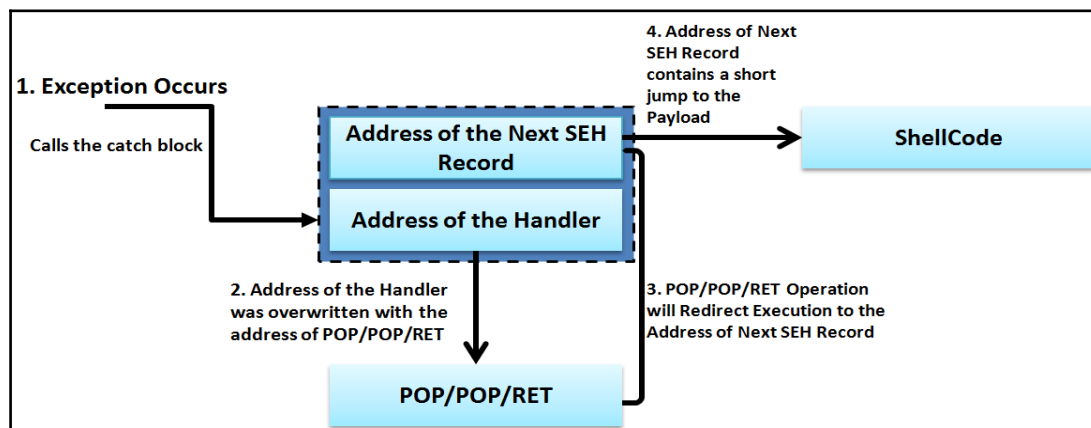 1. Exception Occurs
Calls the catch block
Address of the Next SEH
Record
Address of the Handler
2. Address of the Handler
was overwritten with the
address of POP/POP/RET
POP/POP/RET
3. POP/POP/RET Operation
will Redirect Execution to the
Address of Next SEH Record
4. Address of Next
SEH Record
contains a short
jump to the
Payload
ShellCode